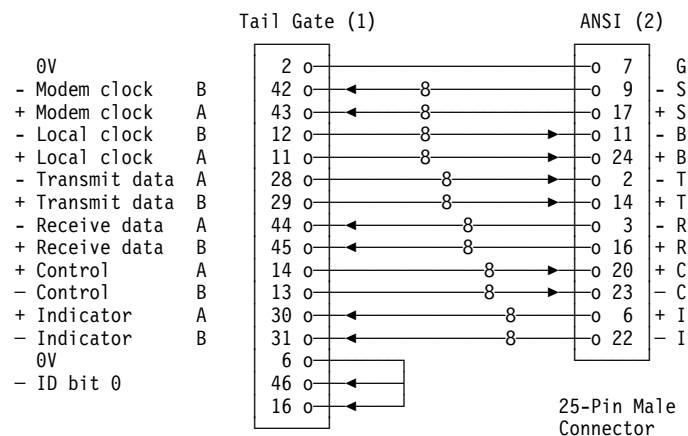 Tail Gate (1) ANSI (2)
0V 2 o o 7 G
- Modem clock B 42 o 8 o 9 - S
+ Modem clock A 43 o 8 o 17 + S
- Local clock B 12 o 8 o 11 - B
+ Local clock A 11 o 8 o 24 + B
- Transmit data A 28 o 8 o 2 - T
+ Transmit data B 29 o 8 o 14 + T
- Receive data A 44 o 8 o 3 - R
+ Receive data B 45 o 8 o 16 + R
+ Control A 14 o 8 o 20 + C
— Control B 13 o 8 o 23 — C
+ Indicator A 30 o 8 o 6 + I
— Indicator B 31 o 8 o 22 — I
0V 6 o
— ID bit 0 46 o
16 o
25-Pin Male
Connector